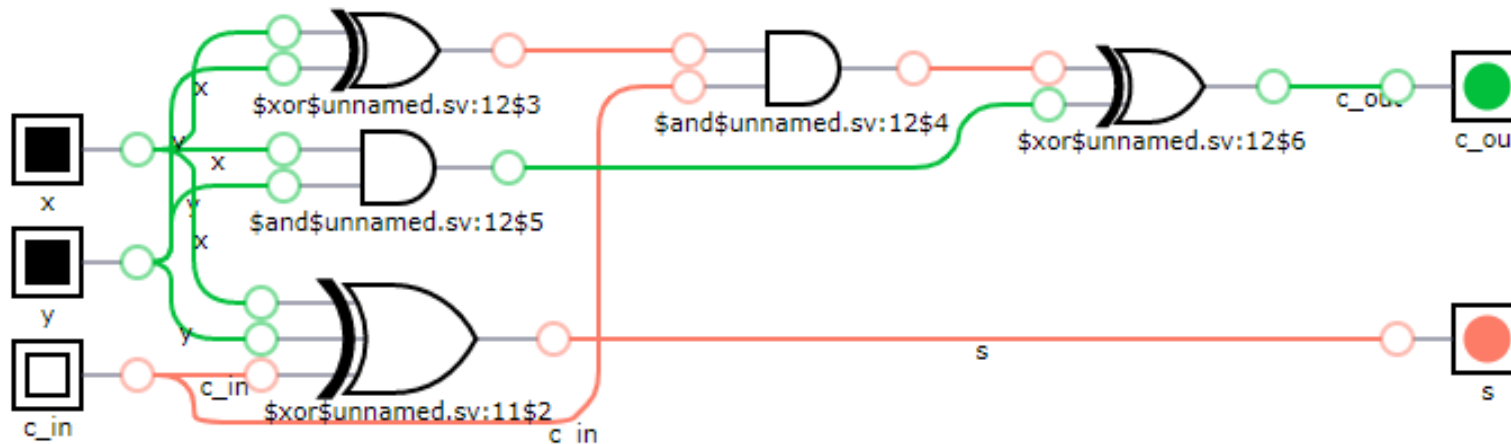 x
$xor$unnamed.sv:12$3
$and$unnamed.sv:12$4
c_out
$xor$unnamed.sv:12$6
c_ou
y
x
x
y
$and$unnamed.sv:12$5
x
y
y
s
s
c_in
$xor$unnamed.sv:11$2
c_in
c_in